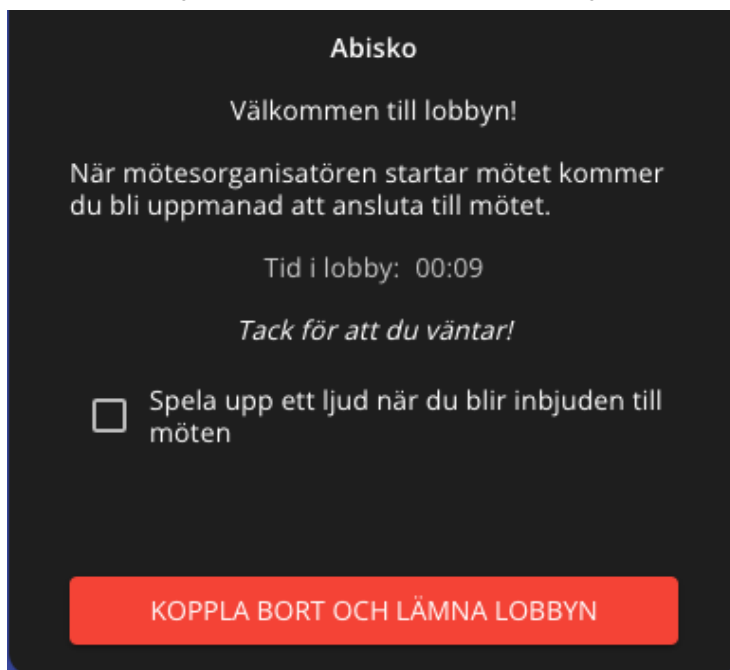 Abisko
Välkommen till lobbyn!
När mötesorganisatören startar mötet kommer
du bli uppmanad att ansluta till mötet.
Tid i lobby: 00:09
Tack för att du väntar!
Spela upp ett ljud när du blir inbjuden till
möten
KOPPLA BORT OCH LÄMNA LOBBYN